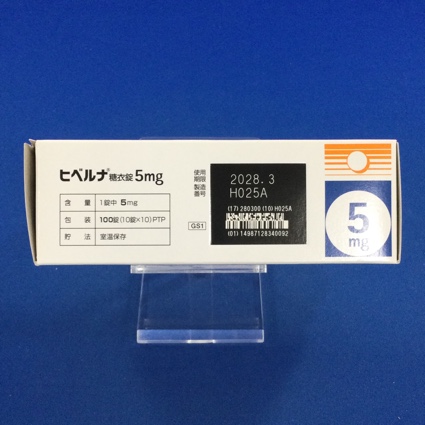 ヒベルナ®糖衣錠5mg
含 量 1錠中 5mg
包 装 100錠(10錠×10)PTP
貯 法 室温保存
使用
期限
製造
番号
GS1
2028. 3
H025A
(17) 280300 (10) H025A
(01) 14987128340092
5
mg